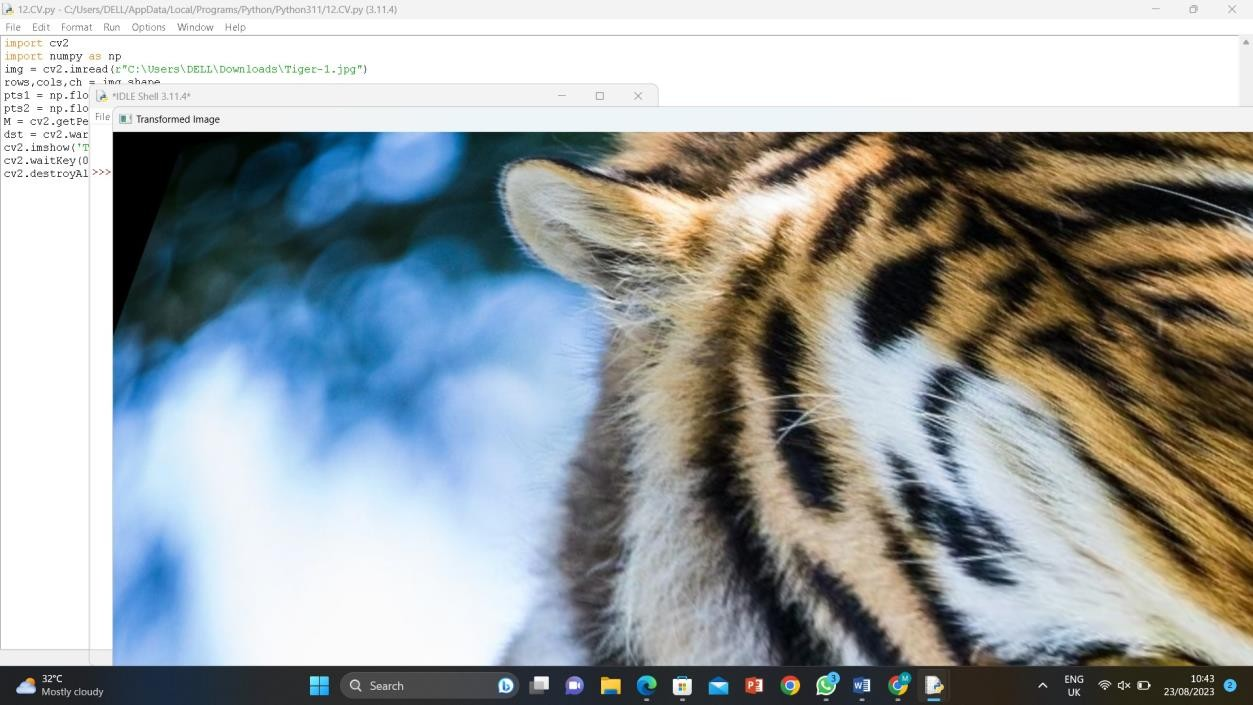 12.CV.py - C:/Users/DELL/AppData/Local/Programs/Python/Python311/12.CV.py (3.11.4)
File Edit Format Run Options Window Help
import cv2
import numpy as np
img = cv2.imread(r"C:\Users\DELL\Downloads\Tiger-1.jpg")
rows,cols,ch = img.shape
pts1 = np.flo
pts2 = np.flo
M = cv2.getPe
dst = cv2.war
cv2.imshow('T
cv2.waitKey(0
cv2.destroyAl
*IDLE Shell 3.11.4*
File
Transformed Image
>>>
32°C
Mostly cloudy
Search
3
M
ENG
UK
10:43
23/08/2023
2